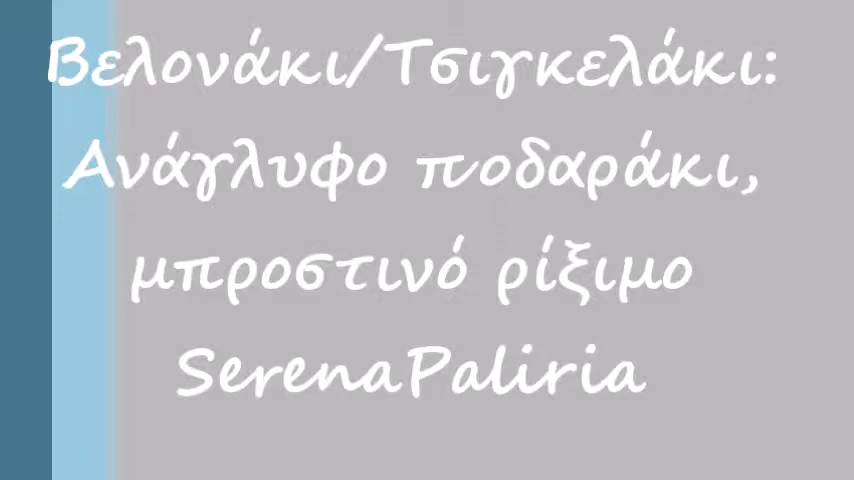 Βελονάκι/Τσιγκελάκι:
Ανάγλυφο ποδαράκι,
μπροστινό ρίξιμο
SerenaPaliria